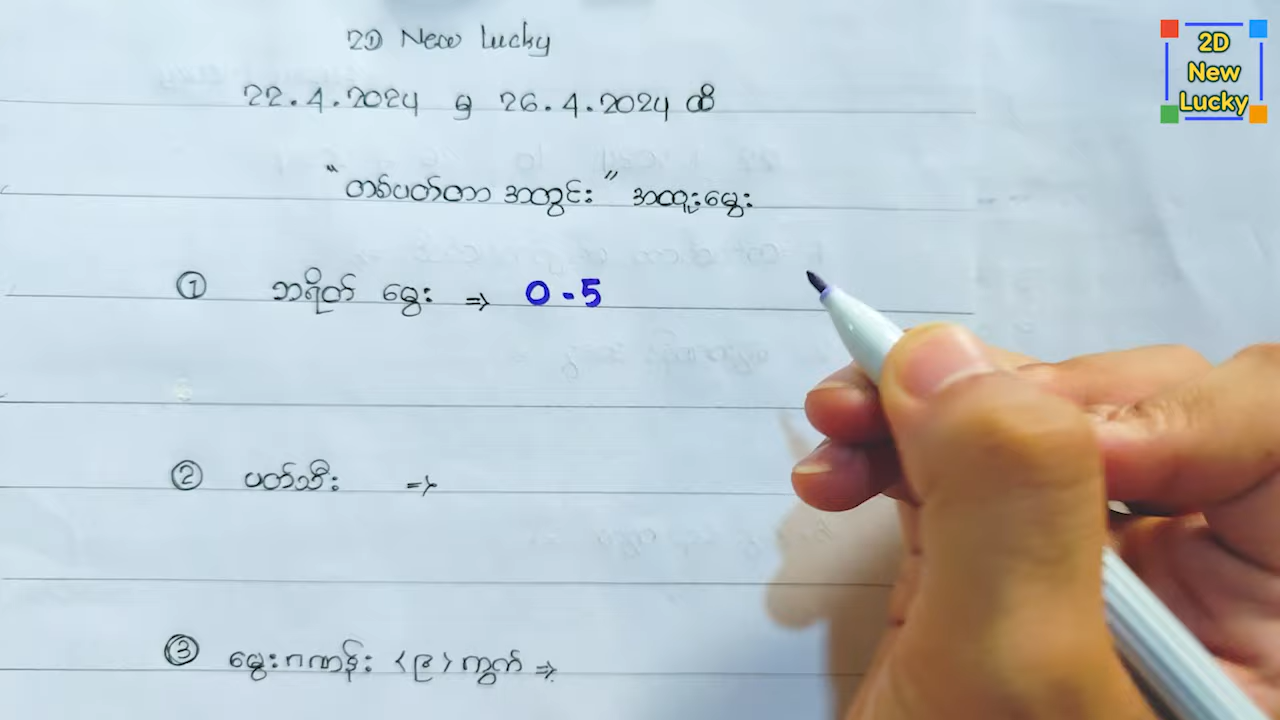 2D New Lucky
22.4.2024 မှ 26.4.2024 ထိ
"တစ်ပတ်တာ အတွင်း" အထူးမွေး
① ဘရိတ် မွေး ⇒ 0-5
② ပတ်သီး ⇒
③ မွေးဂဏန်း (၉) ကွက် ⇒
2D
New
Lucky